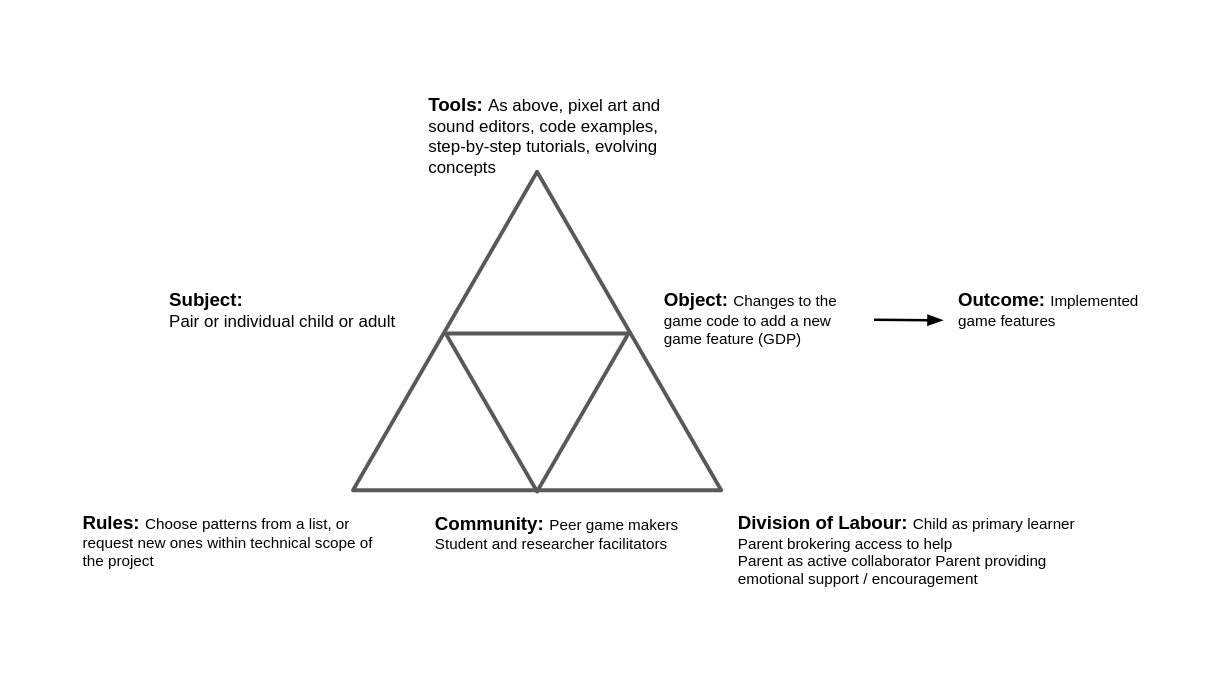 Tools: As above, pixel art and
sound editors, code examples,
step-by-step tutorials, evolving
concepts
Subject:
Pair or individual child or adult
Object: Changes to the
game code to add a new
game feature (GDP)
Outcome: Implemented
game features
Rules: Choose patterns from a list, or
request new ones within technical scope of
the project
Community: Peer game makers
Student and researcher facilitators
Division of Labour: Child as primary learner
Parent brokering access to help
Parent as active collaborator Parent providing
emotional support / encouragement